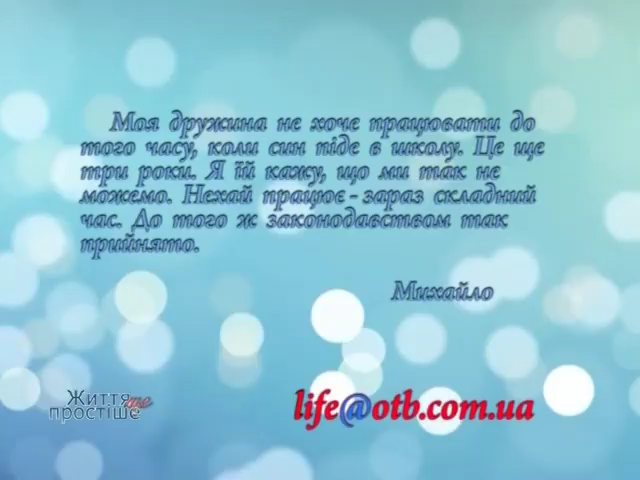 Моя дружина не хоче працювати до
того часу, коли син піде в школу. Це ще
три роки. Я їй кажу, що ми так не
можемо. Нехай працює - зараз складний
час. До того ж законодавством так
прийнято.
Михайло
Життя ще
простіше
life@otb.com.ua